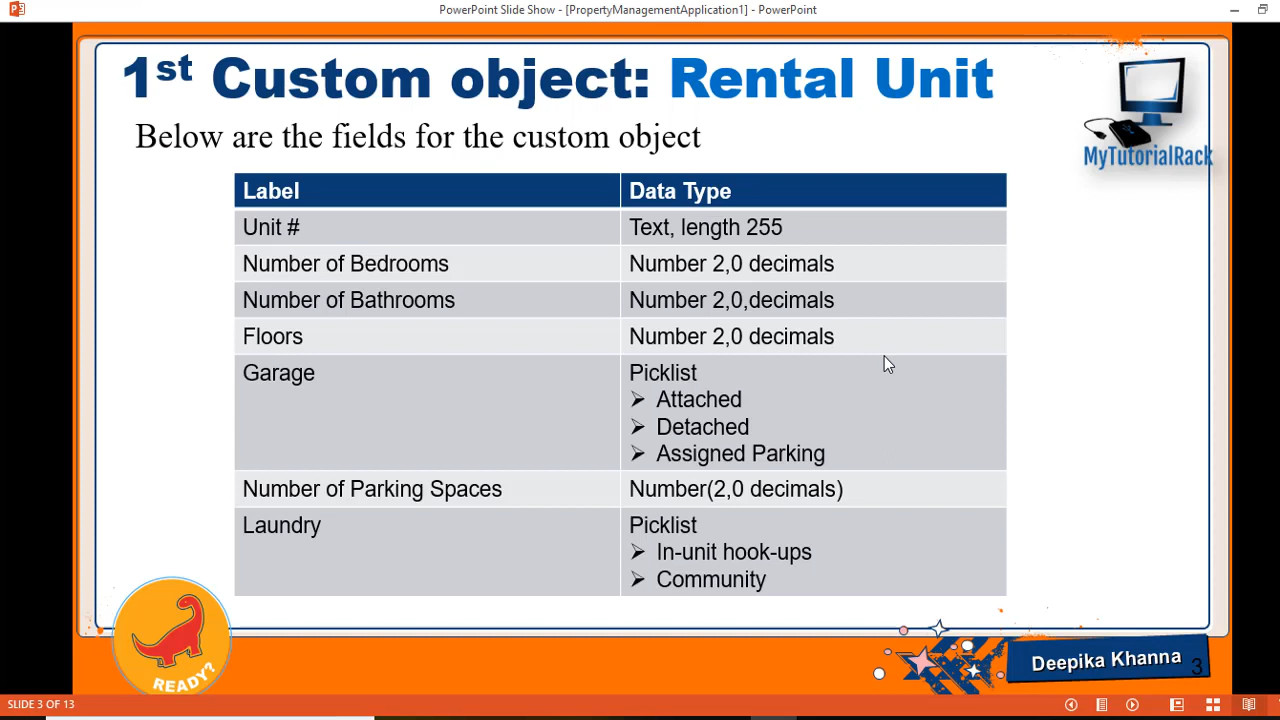 PowerPoint Slide Show - [PropertyManagementApplication1] - PowerPoint
1st Custom object: Rental Unit
Below are the fields for the custom object
MyTutorialRack
Label Data Type
Unit # Text, length 255
Number of Bedrooms Number 2,0 decimals
Number of Bathrooms Number 2,0,decimals
Floors Number 2,0 decimals
Garage Picklist
➢ Attached
➢ Detached
➢ Assigned Parking
Number of Parking Spaces Number(2,0 decimals)
Laundry Picklist
➢ In-unit hook-ups
➢ Community
READY?
Deepika Khanna 3
SLIDE 3 OF 13